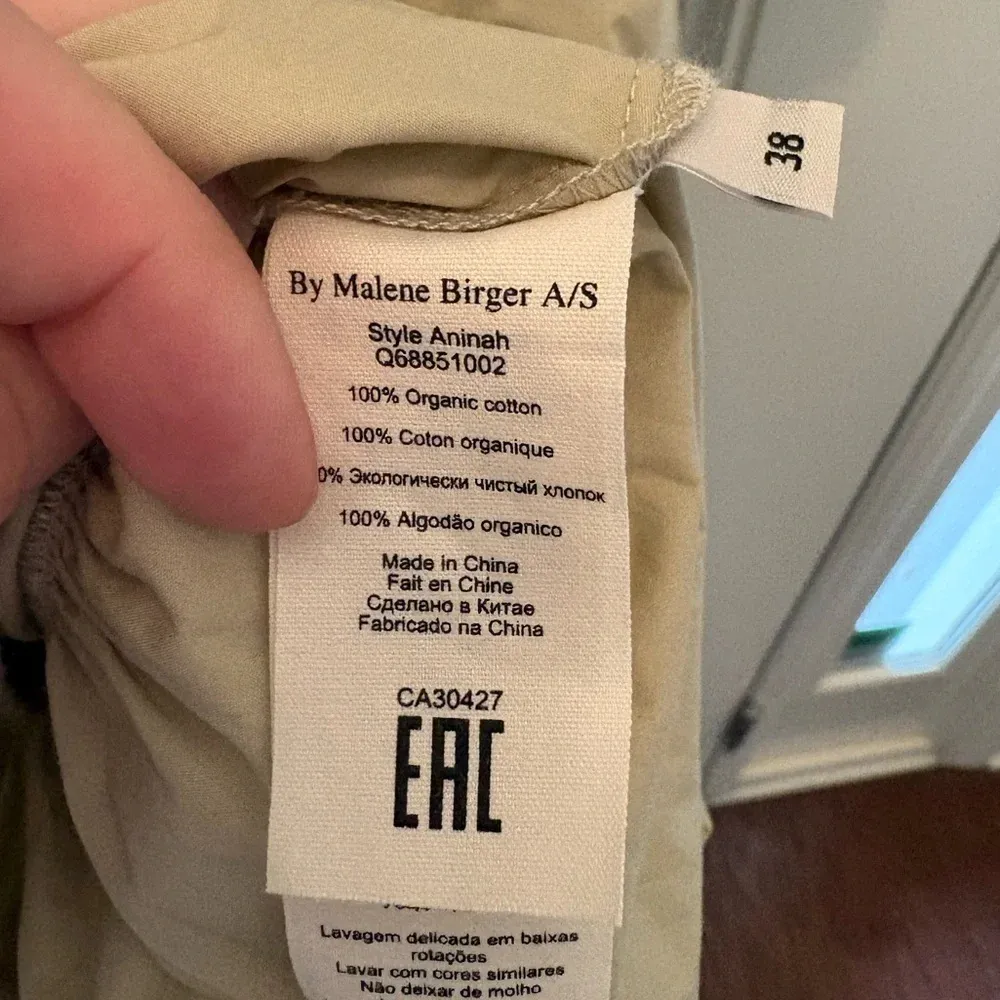 38
By Malene Birger A/S
Style Aninah
Q68851002
100% Organic cotton
100% Coton organique
0% Экологически чистый хлопок
100% Algodão organico
Made in China
Fait en Chine
Сделано в Китае
Fabricado na China
CA30427
EAC
Lavagem delicada em baixas
rotações
Lavar com cores similares
Não deixar de molho